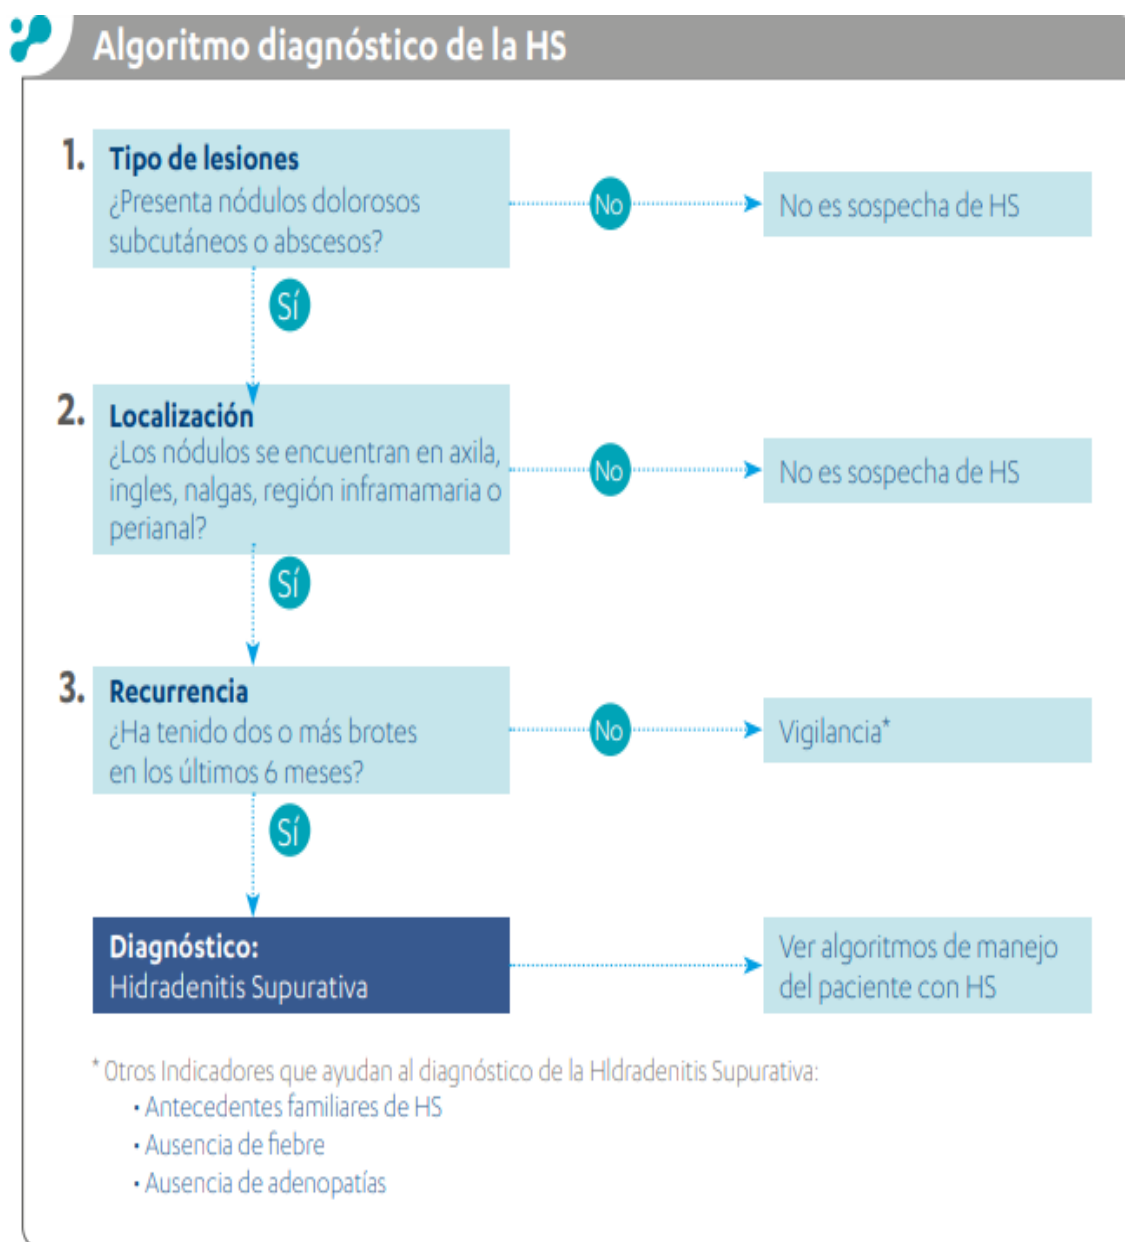 Algoritmo diagnóstico de la HS
1. Tipo de lesiones
¿Presenta nódulos dolorosos
subcutáneos o abscesos?
No
No es sospecha de HS
Sí
2. Localización
¿Los nódulos se encuentran en axila,
ingles, nalgas, región inframamaria o
perianal?
No
No es sospecha de HS
Sí
3. Recurrencia
¿Ha tenido dos o más brotes
en los últimos 6 meses?
No
Vigilancia*
Sí
Diagnóstico:
Hidradenitis Supurativa
Ver algoritmos de manejo
del paciente con HS
* Otros Indicadores que ayudan al diagnóstico de la HIdradenitis Supurativa:
• Antecedentes familiares de HS
• Ausencia de fiebre
• Ausencia de adenopatías